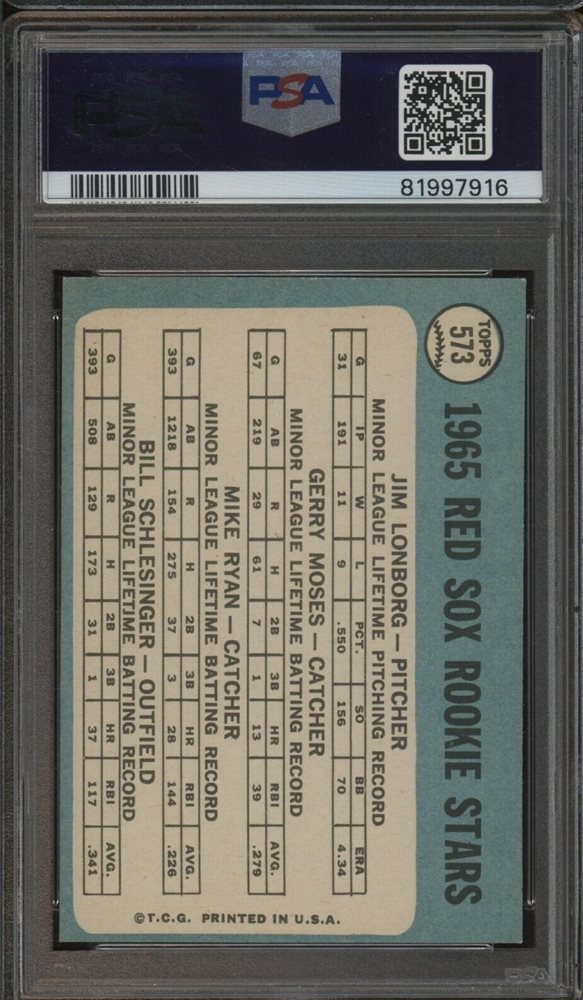 PSA
PSA
81997916
TOPPS
573
1965 RED SOX ROOKIE STARS
JIM LONBORG — PITCHER
MINOR LEAGUE LIFETIME PITCHING RECORD
G IP W L PCT. SO BB ERA
31 191 11 9 .550 156 70 4.34
GERRY MOSES — CATCHER
MINOR LEAGUE LIFETIME BATTING RECORD
G AB R H 2B 3B HR RBI AVG.
67 219 29 61 7 1 13 39 .279
MIKE RYAN — CATCHER
MINOR LEAGUE LIFETIME BATTING RECORD
G AB R H 2B 3B HR RBI AVG.
393 1218 154 275 37 3 28 144 .226
BILL SCHLESINGER — OUTFIELD
MINOR LEAGUE LIFETIME BATTING RECORD
G AB R H 2B 3B HR RBI AVG.
393 508 129 173 31 1 37 117 .341
©T.C.G. PRINTED IN U.S.A.